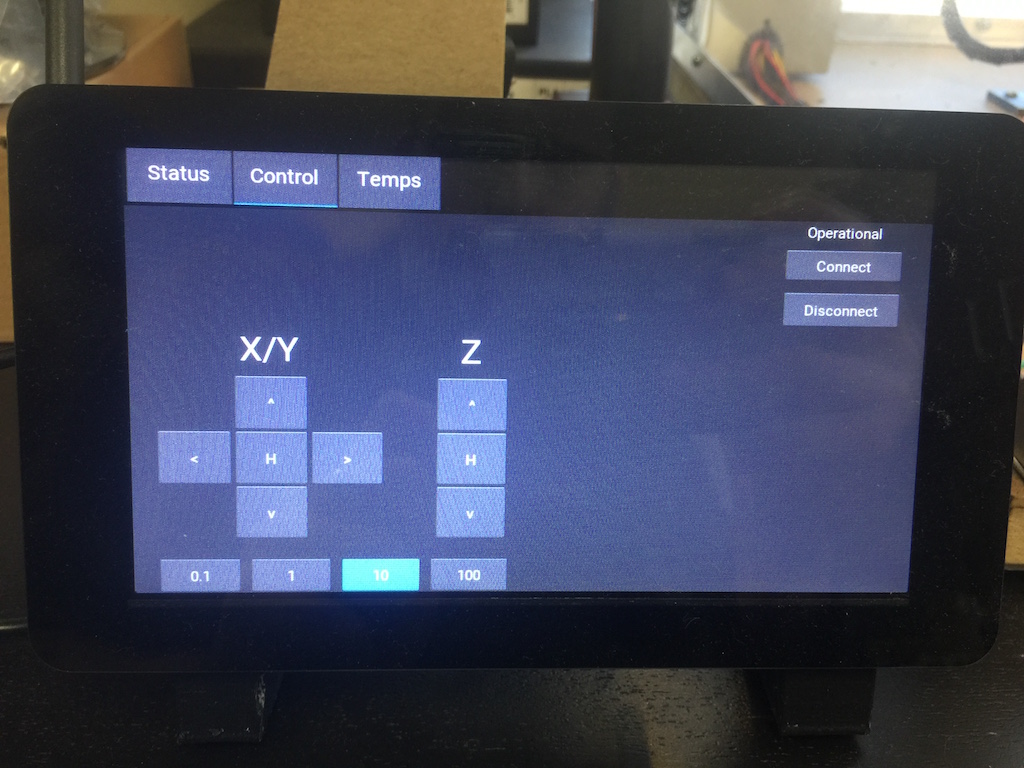 Status Control Temps
Operational
Connect
Disconnect
X/Y Z
^ ^
< H > H
v v
0.1 1 10 100